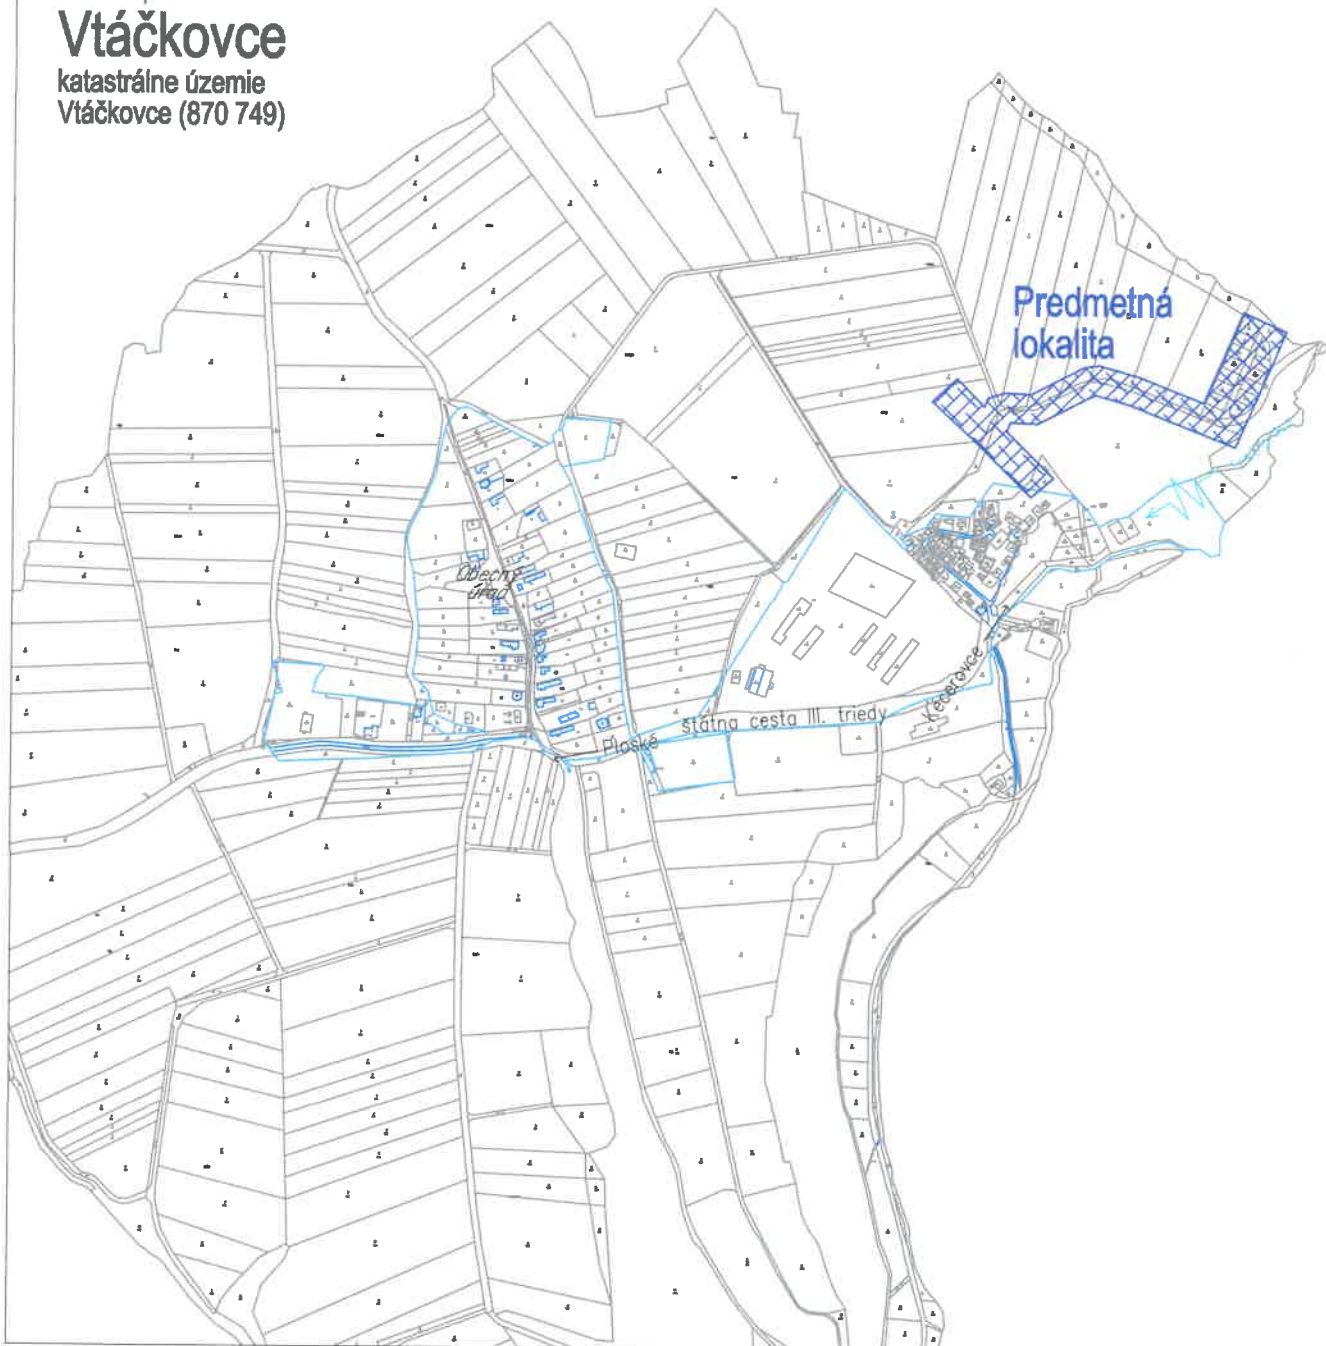 Vtáčkovce
katastrálne územie
Vtáčkovce (870 749)
Predmetná
lokalita
Obecný
úrad
Kecerovce
štátna cesta III. triedy
Ploské